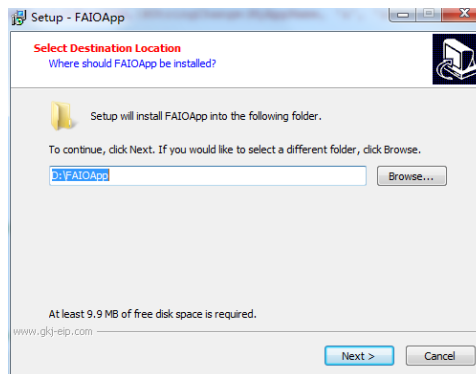 Setup - FAIOApp
Select Destination Location
Where should FAIOApp be installed?
Setup will install FAIOApp into the following folder.
To continue, click Next. If you would like to select a different folder, click Browse.
D:\FAIOApp
Browse...
At least 9.9 MB of free disk space is required.
www.gkj-eip.com
Next >
Cancel